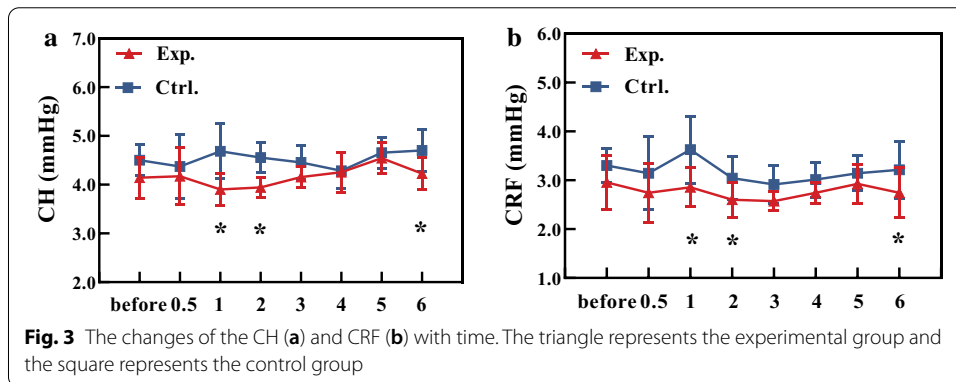 a
7.0
6.0
5.0
4.0
3.0
2.0
CH (mmHg)
Exp.
Ctrl.
* * *
before 0.5 1 2 3 4 5 6
b
6.0
5.0
4.0
3.0
2.0
1.0
CRF (mmHg)
Exp.
Ctrl.
* * *
before 0.5 1 2 3 4 5 6
Fig. 3 The changes of the CH (a) and CRF (b) with time. The triangle represents the experimental group and
the square represents the control group